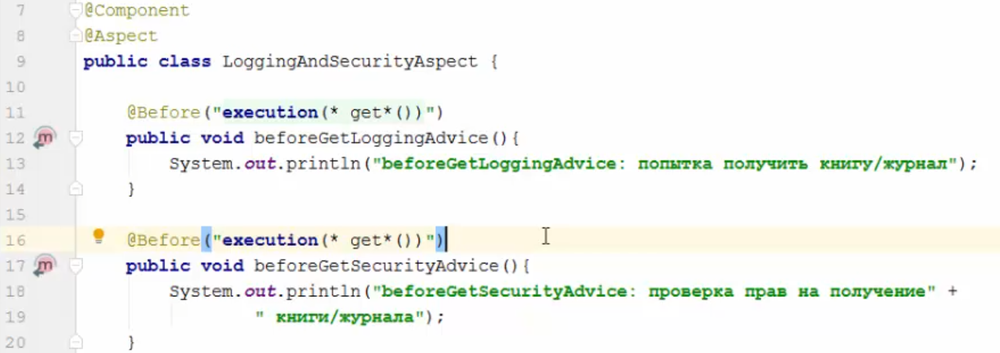 7 @Component
8 @Aspect
9 public class LoggingAndSecurityAspect {
10
11 @Before("execution(* get*())")
12 m public void beforeGetLoggingAdvice(){
13 System.out.println("beforeGetLoggingAdvice: попытка получить книгу/журнал");
14 }
15
16 @Before("execution(* get*())")
17 m public void beforeGetSecurityAdvice(){
18 System.out.println("beforeGetSecurityAdvice: проверка прав на получение" +
19 " книги/журнала");
20 }